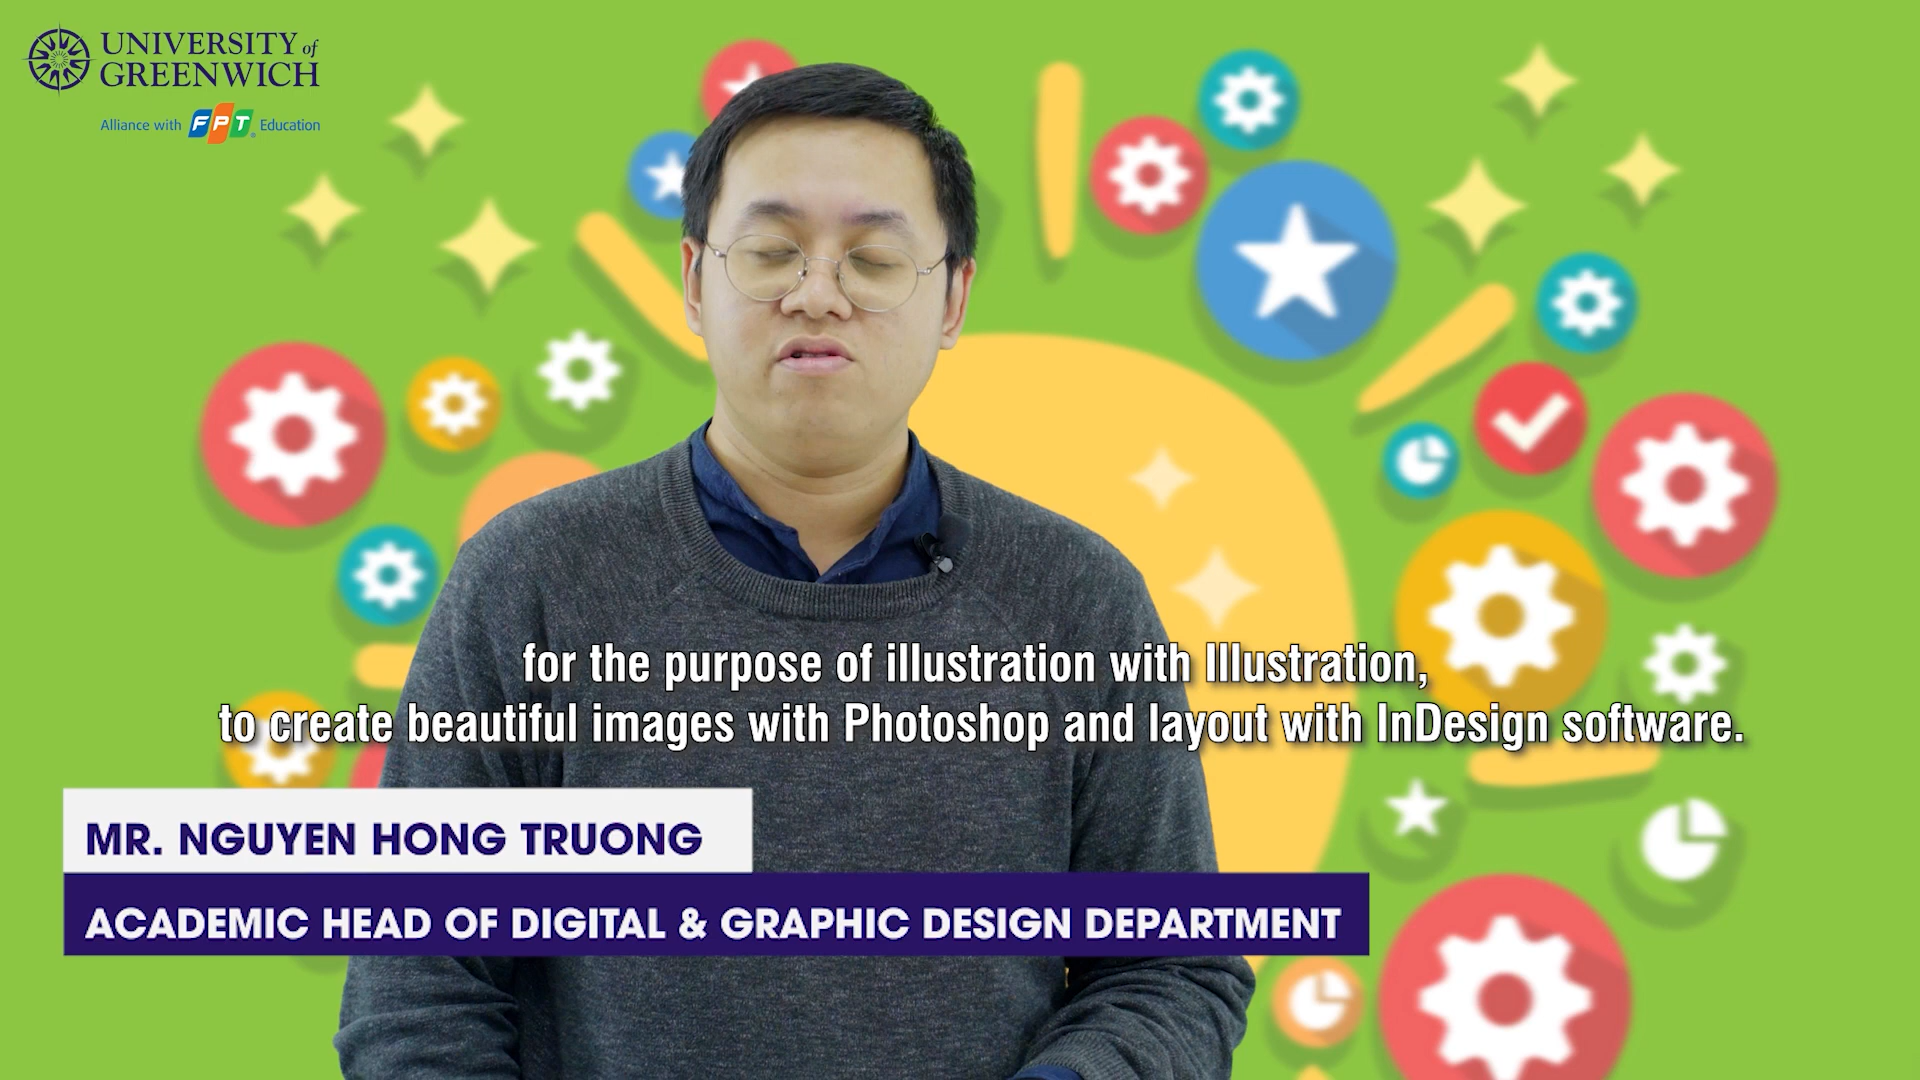 UNIVERSITY of
GREENWICH
Alliance with FPT Education
for the purpose of illustration with Illustration,
to create beautiful images with Photoshop and layout with InDesign software.
MR. NGUYEN HONG TRUONG
ACADEMIC HEAD OF DIGITAL & GRAPHIC DESIGN DEPARTMENT